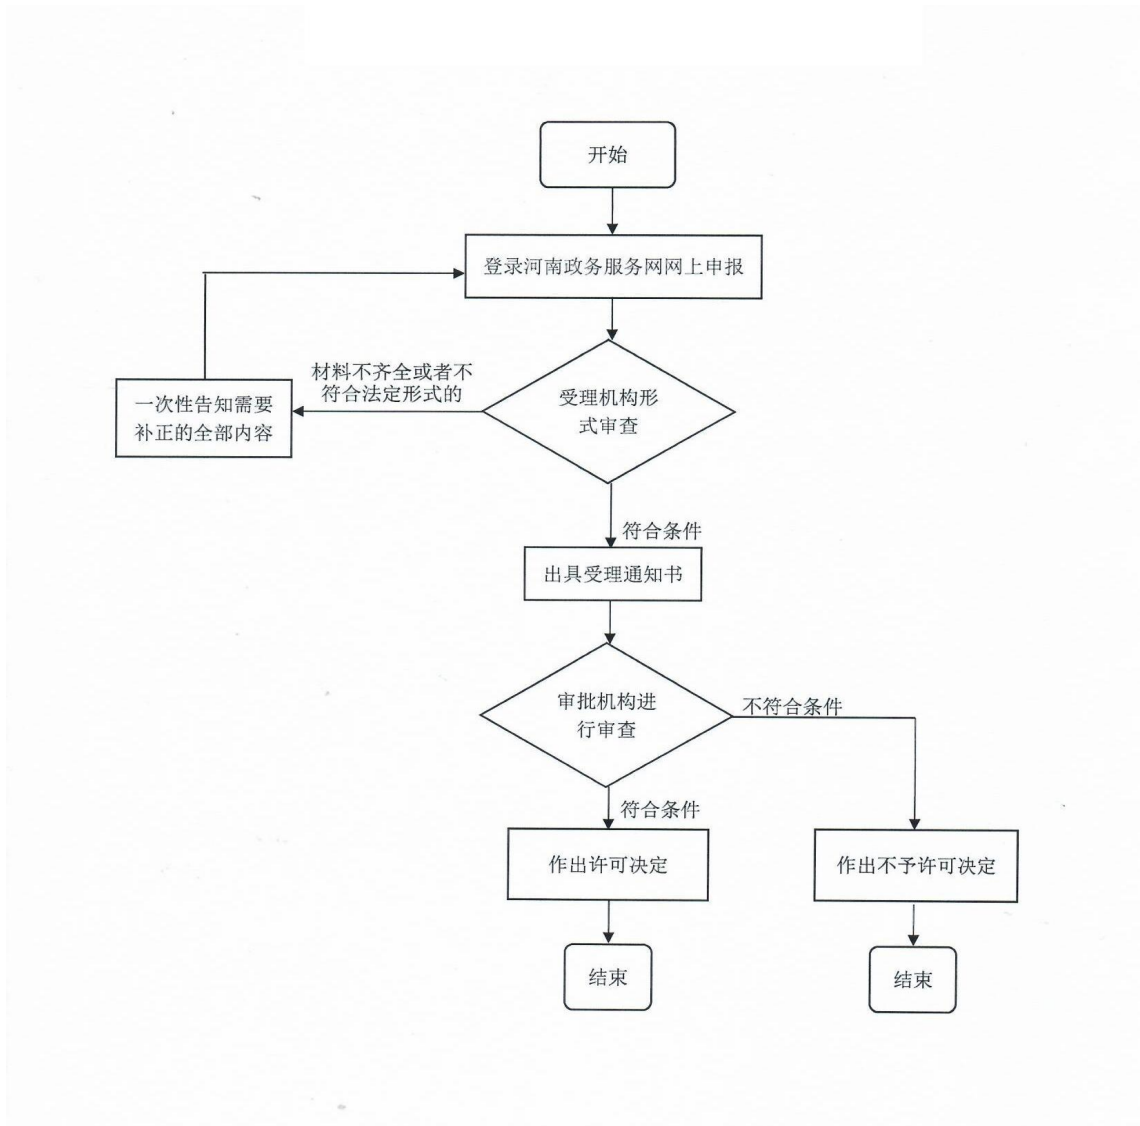 开始
登录河南政务服务网网上申报
材料不齐全或者不
符合法定形式的
一次性告知需要
补正的全部内容
受理机构形
式审查
符合条件
出具受理通知书
审批机构进
行审查
不符合条件
符合条件
作出许可决定
作出不予许可决定
结束
结束